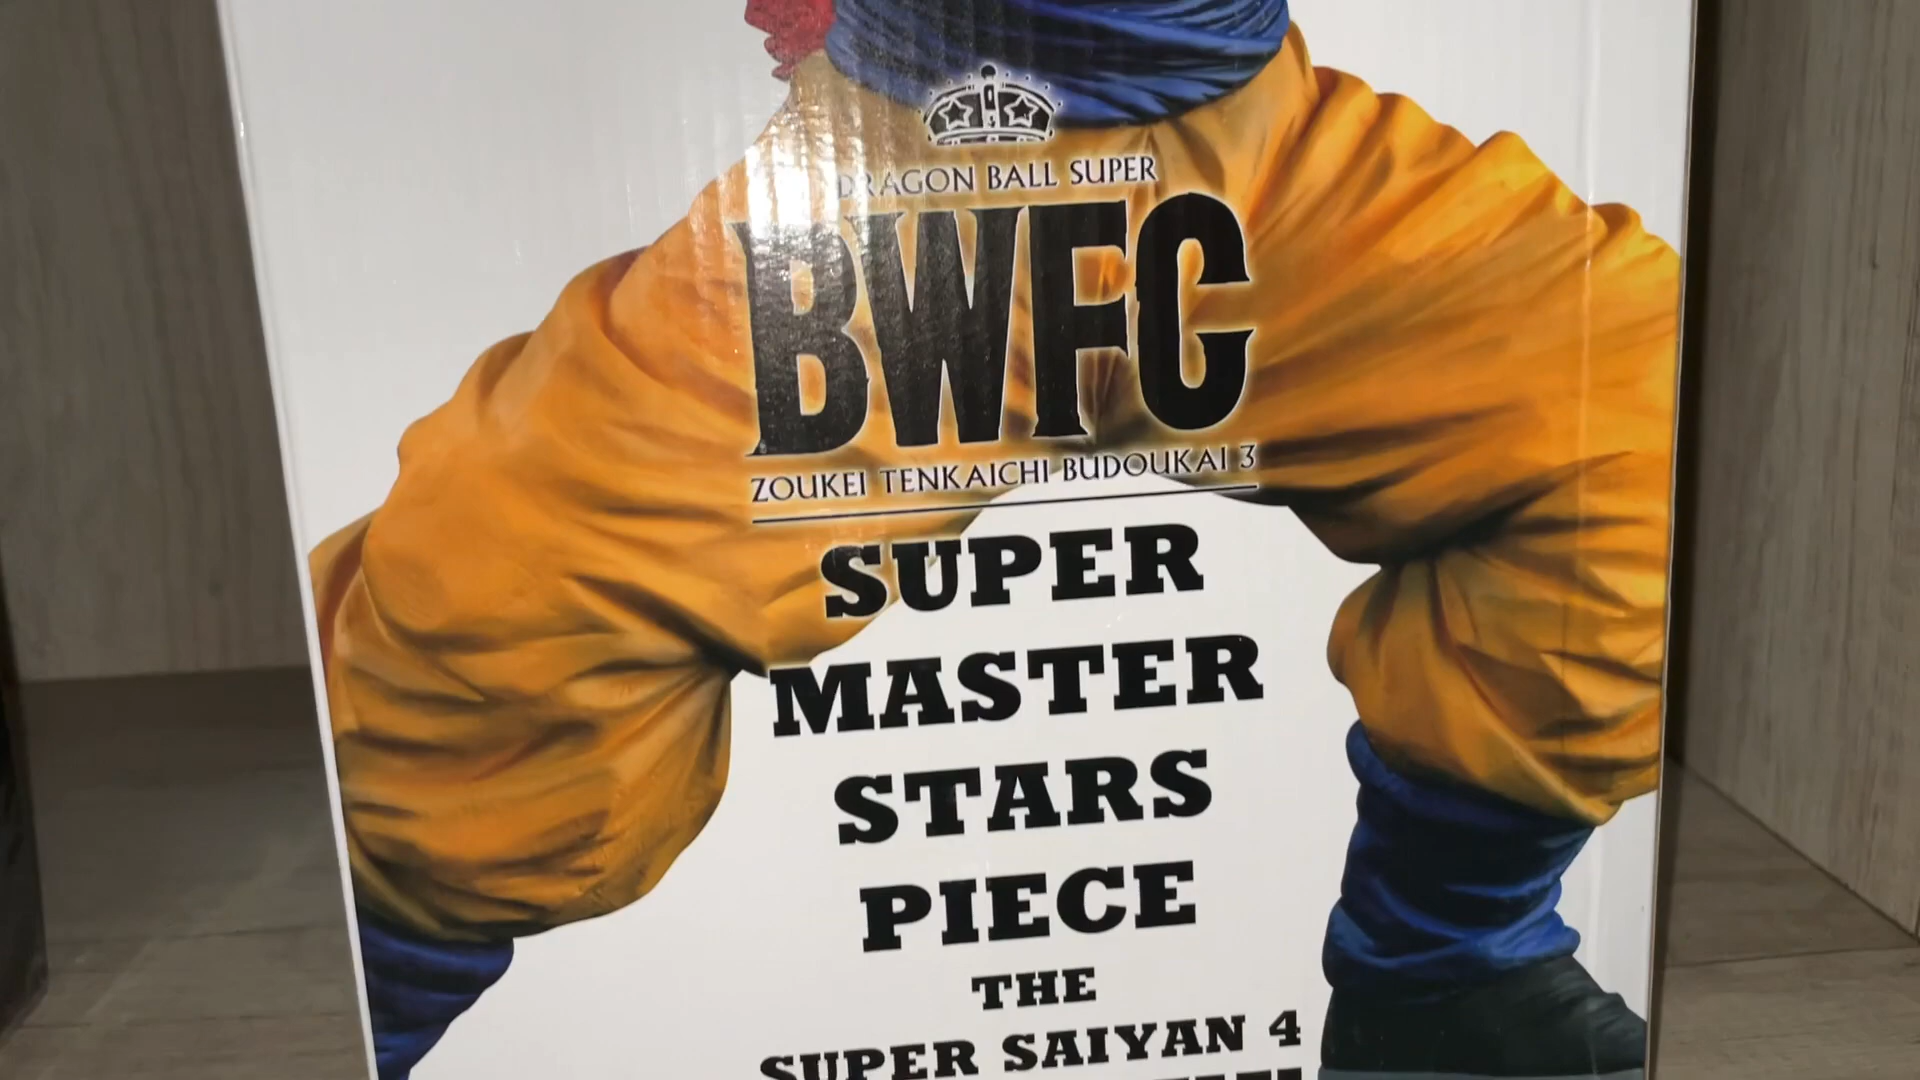 DRAGON BALL SUPER
BWFC
ZOUKEI TENKAICHI BUDOUKAI 3
SUPER
MASTER
STARS
PIECE
THE
SUPER SAIYAN 4